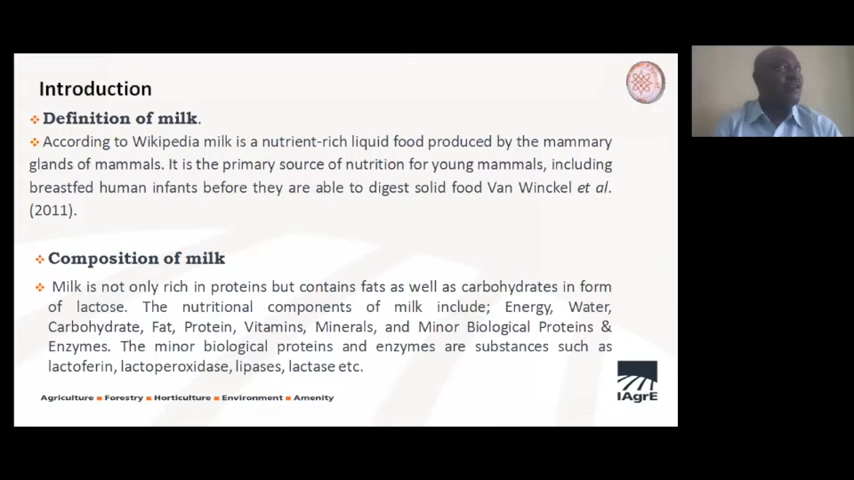 Introduction
❖ Definition of milk.
❖ According to Wikipedia milk is a nutrient-rich liquid food produced by the mammary
glands of mammals. It is the primary source of nutrition for young mammals, including
breastfed human infants before they are able to digest solid food Van Winckel et al.
(2011).
❖ Composition of milk
❖ Milk is not only rich in proteins but contains fats as well as carbohydrates in form
of lactose. The nutritional components of milk include; Energy, Water,
Carbohydrate, Fat, Protein, Vitamins, Minerals, and Minor Biological Proteins &
Enzymes. The minor biological proteins and enzymes are substances such as
lactoferin, lactoperoxidase, lipases, lactase etc.
Agriculture ▪ Forestry ▪ Horticulture ▪ Environment ▪ Amenity
IAgrE